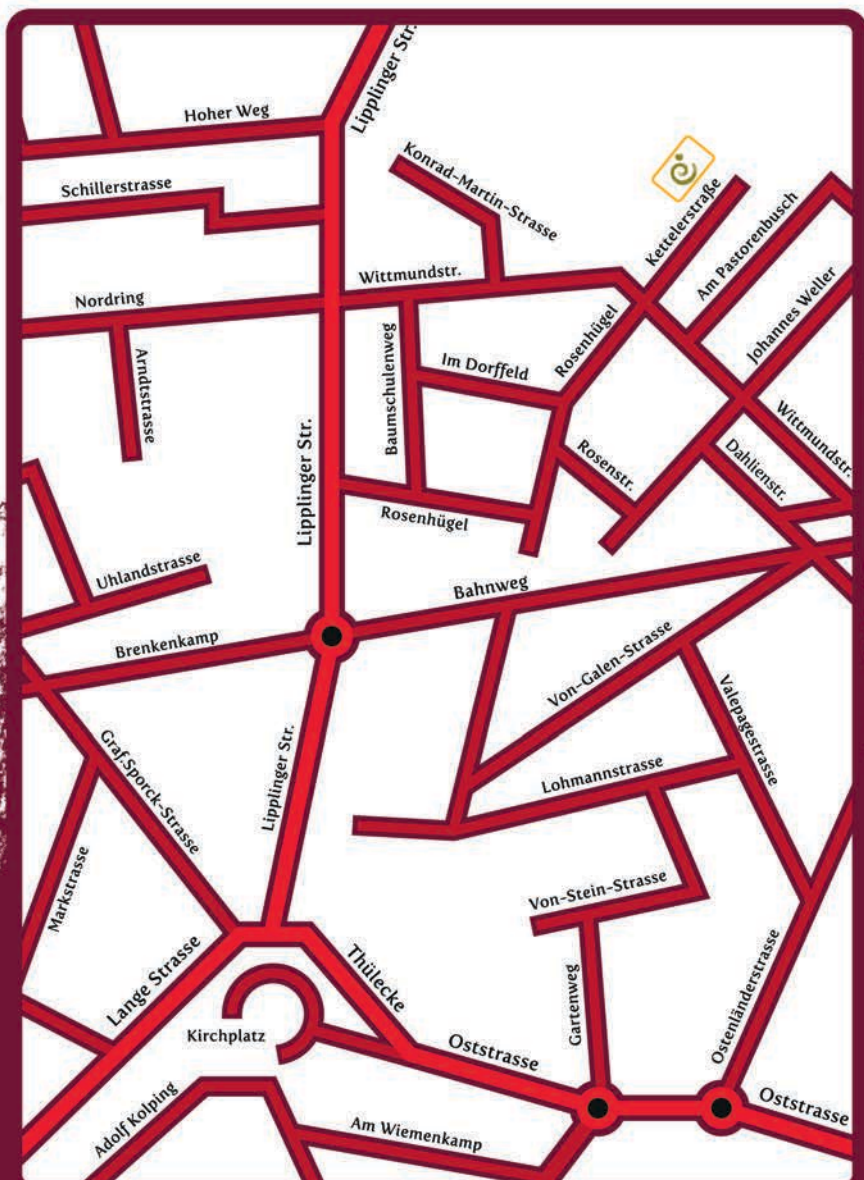 Lipplinger Str.
Hoher Weg
Konrad-Martin-Strasse
Schillerstrasse
Kettelerstraße
Am Pastorenbusch
Wittmundstr.
Nordring
Johannes Weller
Rosenhügel
Baumschulenweg
Arndtstrasse
Im Dorffeld
Wittmundstr.
Lipplinger Str.
Rosenstr.
Dahlienstr.
Rosenhügel
Uhlandstrasse
Bahnweg
Brenkenkamp
Von-Galen-Strasse
Valepagestrasse
Graf.Sporck-Strasse
Lipplinger Str.
Lohmannstrasse
Markstrasse
Von-Stein-Strasse
Lange Strasse
Thülecke
Gartenweg
Ostenländerstrasse
Kirchplatz
Oststrasse
Oststrasse
Adolf Kolping
Am Wiemenkamp